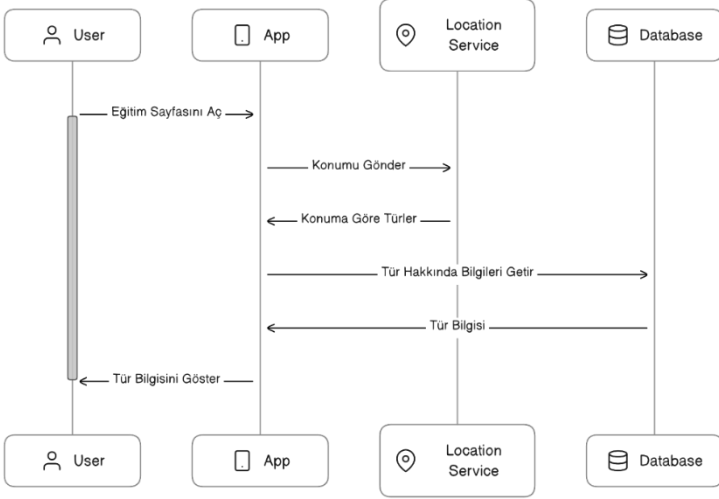 User
App
Location
Service
Database
Eğitim Sayfasını Aç
Konumu Gönder
Konuma Göre Türler
Tür Hakkında Bilgileri Getir
Tür Bilgisi
Tür Bilgisini Göster
User
App
Location
Service
Database